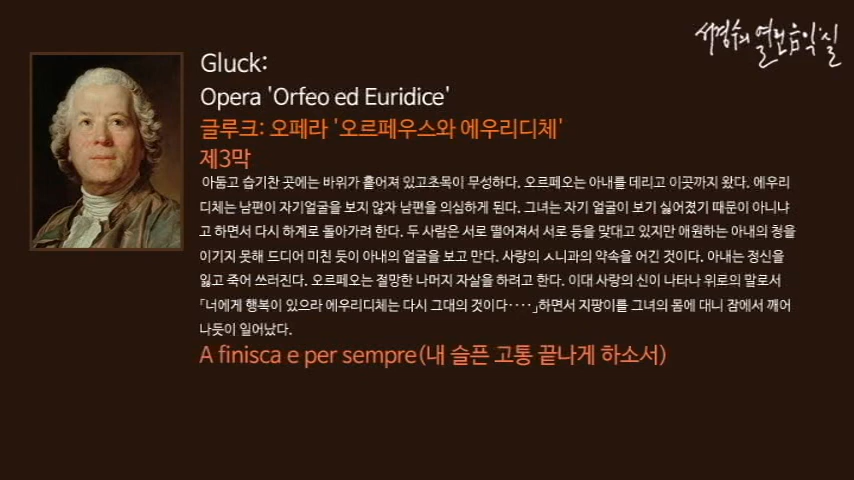 서경수의 열린音악실
Gluck:
Opera 'Orfeo ed Euridice'
글루크: 오페라 '오르페우스와 에우리디체'
제3막
아둠고 습기찬 곳에는 바위가 흩어져 있고초목이 무성하다. 오르페오는 아내를 데리고 이곳까지 왔다. 에우리
디체는 남편이 자기얼굴을 보지 않자 남편을 의심하게 된다. 그녀는 자기 얼굴이 보기 싫어졌기 때문이 아니냐
고 하면서 다시 하계로 돌아가려 한다. 두 사람은 서로 떨어져서 서로 등을 맞대고 있지만 애원하는 아내의 청을
이기지 못해 드디어 미친 듯이 아내의 얼굴을 보고 만다. 사랑의 ㅅ니과의 약속을 어긴 것이다. 아내는 정신을
잃고 죽어 쓰러진다. 오르페오는 절망한 나머지 자살을 하려고 한다. 이대 사랑의 신이 나타나 위로의 말로서
｢너에게 행복이 있으라 에우리디체는 다시 그대의 것이다････｣하면서 지팡이를 그녀의 몸에 대니 잠에서 깨어
나듯이 일어났다.
A finisca e per sempre(내 슬픈 고통 끝나게 하소서)